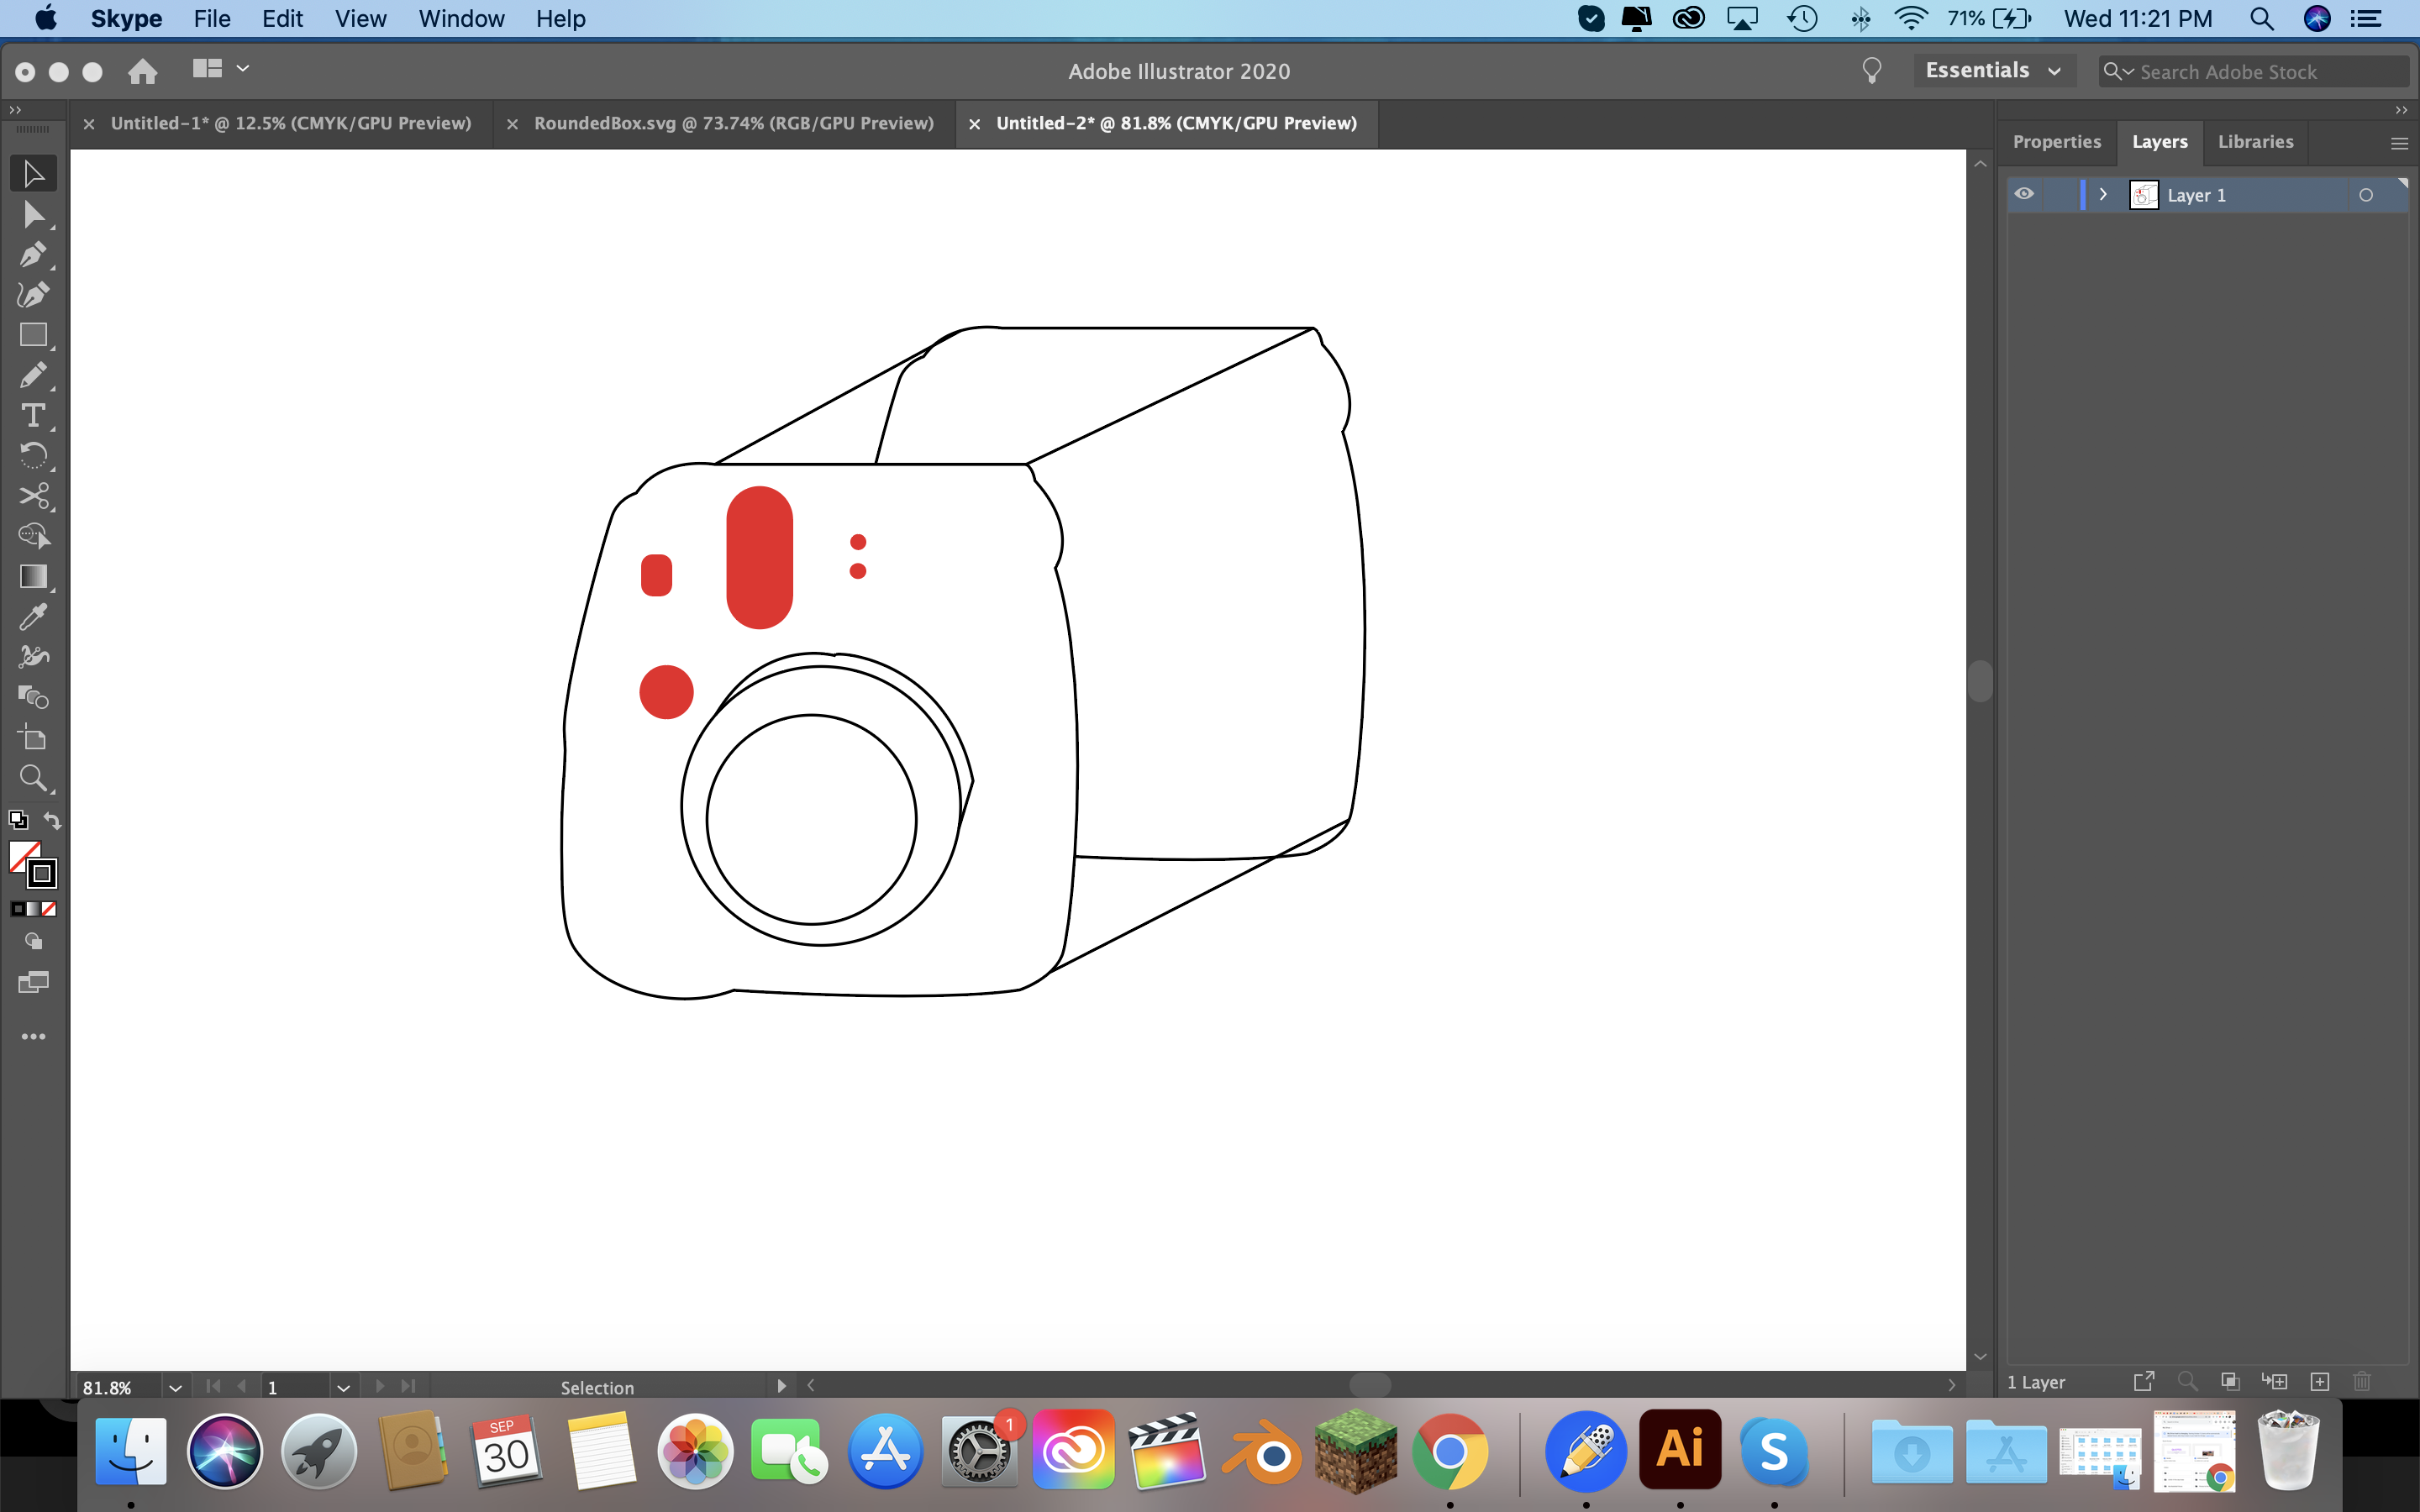 Skype File Edit View Window Help 71% Wed 11:21 PM
Adobe Illustrator 2020 Essentials Search Adobe Stock
Untitled-1* @ 12.5% (CMYK/GPU Preview) RoundedBox.svg @ 73.74% (RGB/GPU Preview) Untitled-2* @ 81.8% (CMYK/GPU Preview)
Properties Layers Libraries
Layer 1
T
81.8% 1 Selection
1 Layer
SEP
30
1
Ai
S